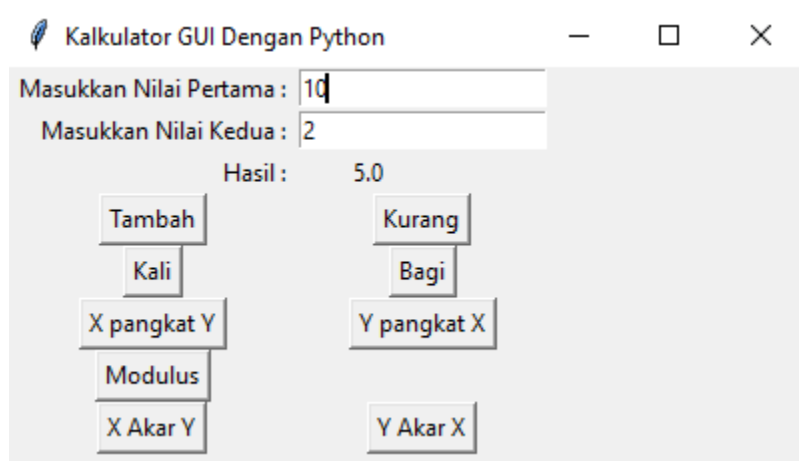 Kalkulator GUI Dengan Python
Masukkan Nilai Pertama : 10
Masukkan Nilai Kedua : 2
Hasil : 5.0
Tambah Kurang
Kali Bagi
X pangkat Y Y pangkat X
Modulus
X Akar Y Y Akar X